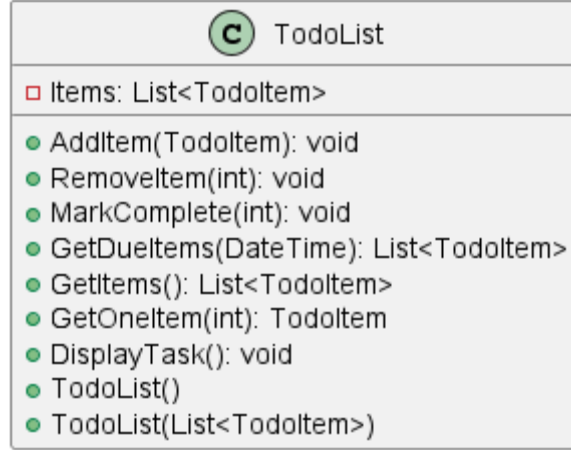 C TodoList
Items: List<TodoItem>
AddItem(TodoItem): void
RemoveItem(int): void
MarkComplete(int): void
GetDueItems(DateTime): List<TodoItem>
GetItems(): List<TodoItem>
GetOneItem(int): TodoItem
DisplayTask(): void
TodoList()
TodoList(List<TodoItem>)